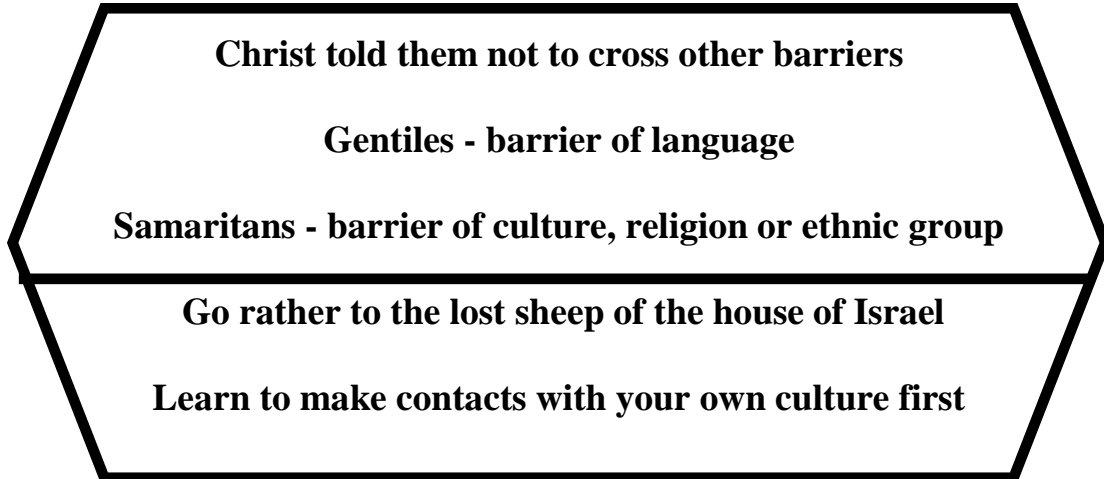 Christ told them not to cross other barriers
Gentiles - barrier of language
Samaritans - barrier of culture, religion or ethnic group
Go rather to the lost sheep of the house of Israel
Learn to make contacts with your own culture first